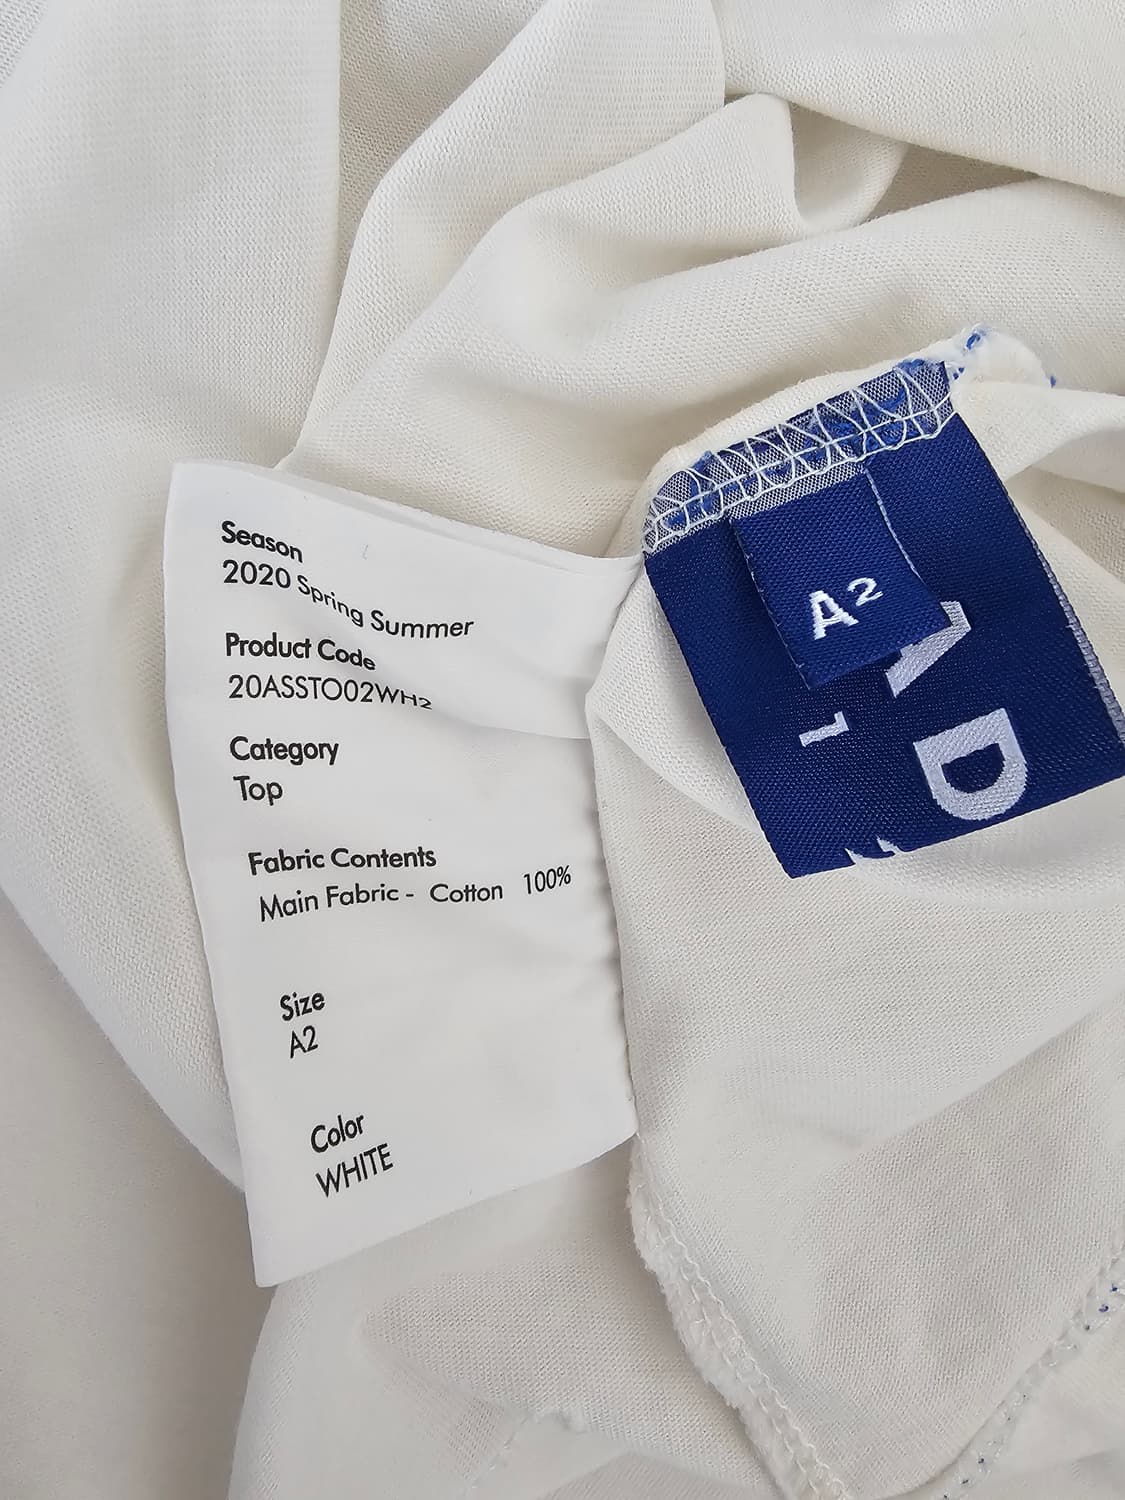 Season
2020 Spring Summer
Product Code
20ASSTO02WH2
Category
Top
Fabric Contents
Main Fabric - Cotton 100%
Size
A2
Color
WHITE
A2
A D
1